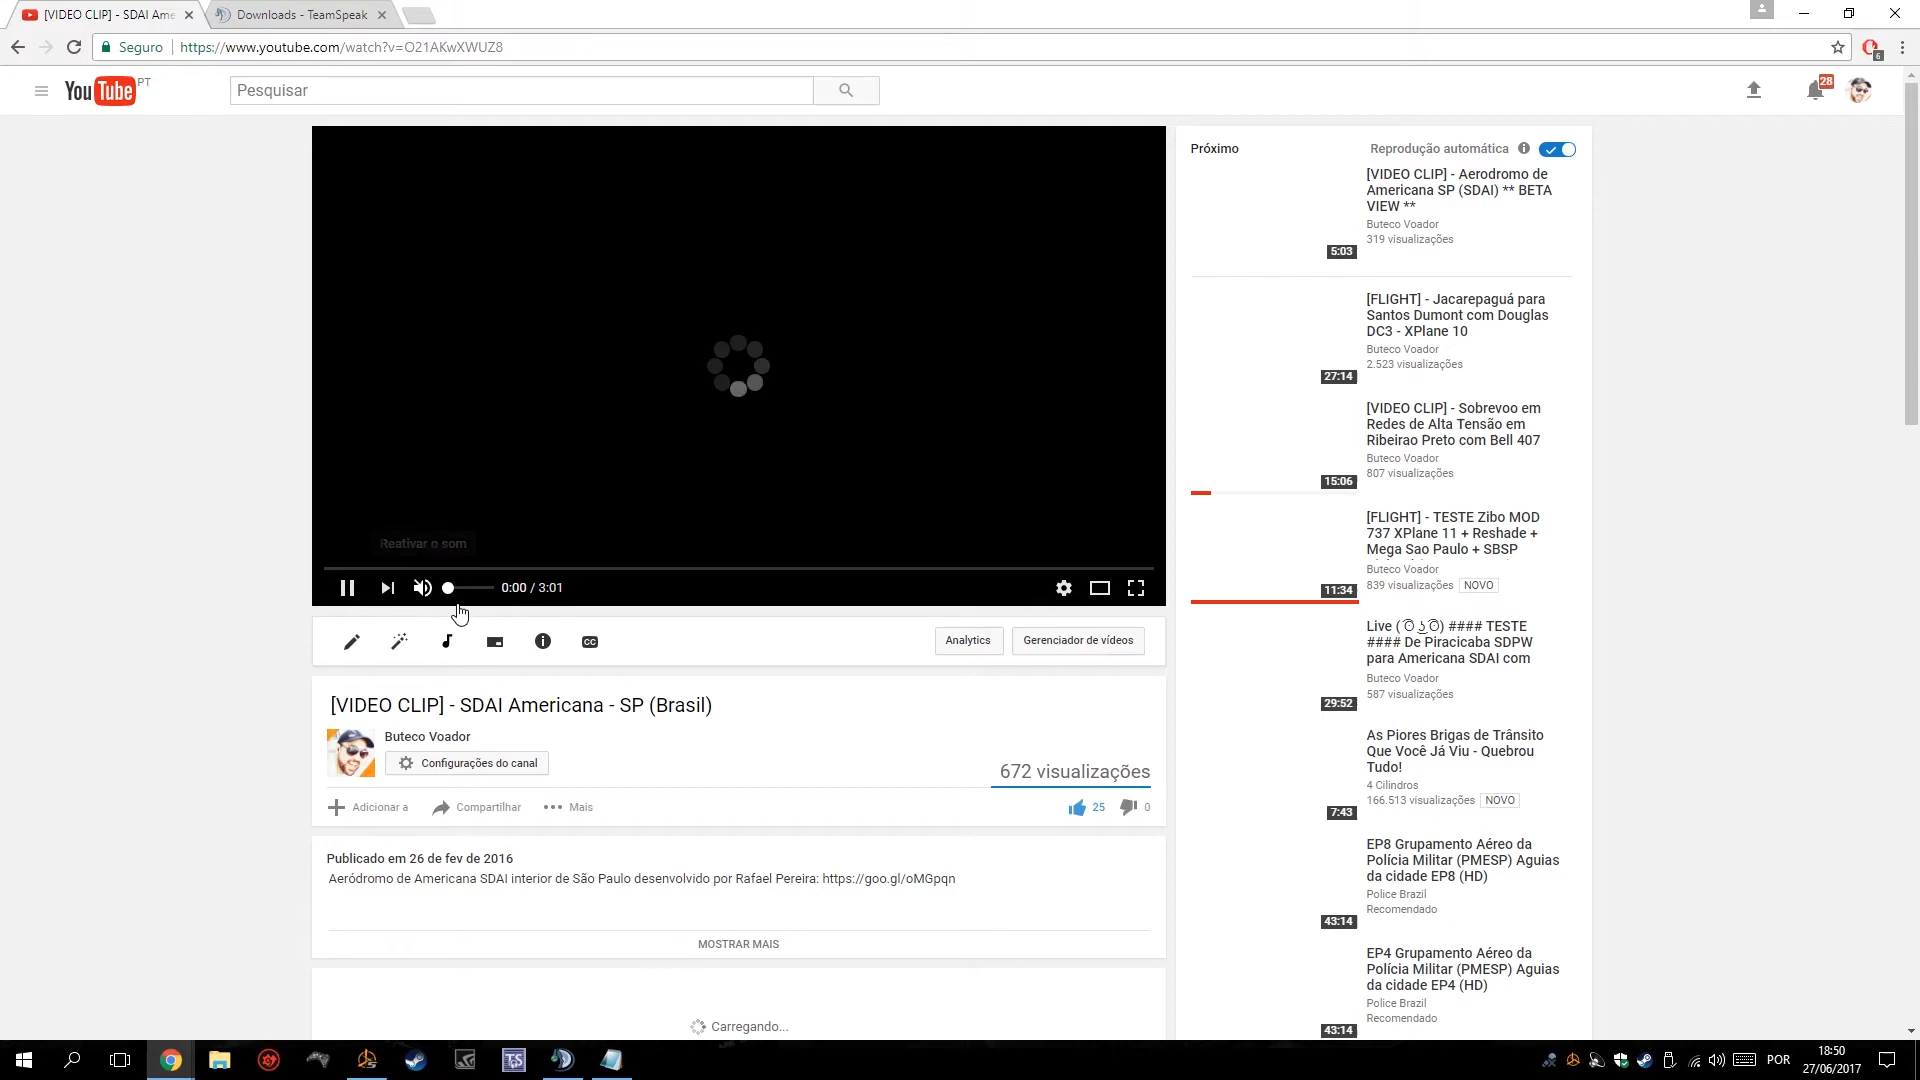 [VIDEO CLIP] - SDAI Ame
Downloads - TeamSpeak
Seguro
https://www.youtube.com/watch?v=O21AKwXWUZ8
6
YouTube PT
Pesquisar
28
Reativar o som
0:00 / 3:01
CC
Analytics
Gerenciador de vídeos
[VIDEO CLIP] - SDAI Americana - SP (Brasil)
Buteco Voador
Configurações do canal
672 visualizações
Adicionar a
Compartilhar
Mais
25
0
Publicado em 26 de fev de 2016
Aeródromo de Americana SDAI interior de São Paulo desenvolvido por Rafael Pereira: https://goo.gl/oMGpqn
MOSTRAR MAIS
Carregando...
Próximo
Reprodução automática
[VIDEO CLIP] - Aerodromo de
Americana SP (SDAI) ** BETA
VIEW **
Buteco Voador
319 visualizações
5:03
[FLIGHT] - Jacarepaguá para
Santos Dumont com Douglas
DC3 - XPlane 10
Buteco Voador
2.523 visualizações
27:14
[VIDEO CLIP] - Sobrevoo em
Redes de Alta Tensão em
Ribeirao Preto com Bell 407
Buteco Voador
807 visualizações
15:06
[FLIGHT] - TESTE Zibo MOD
737 XPlane 11 + Reshade +
Mega Sao Paulo + SBSP
Buteco Voador
839 visualizações NOVO
11:34
Live ( ͡ʘ ͜ʖ ͡ʘ) #### TESTE
#### De Piracicaba SDPW
para Americana SDAI com
Buteco Voador
587 visualizações
29:52
As Piores Brigas de Trânsito
Que Você Já Viu - Quebrou
Tudo!
4 Cilindros
166.513 visualizações NOVO
7:43
EP8 Grupamento Aéreo da
Polícia Militar (PMESP) Aguias
da cidade EP8 (HD)
Police Brazil
Recomendado
43:14
EP4 Grupamento Aéreo da
Polícia Militar (PMESP) Aguias
da cidade EP4 (HD)
Police Brazil
Recomendado
43:14
TS
POR
18:50
27/06/2017